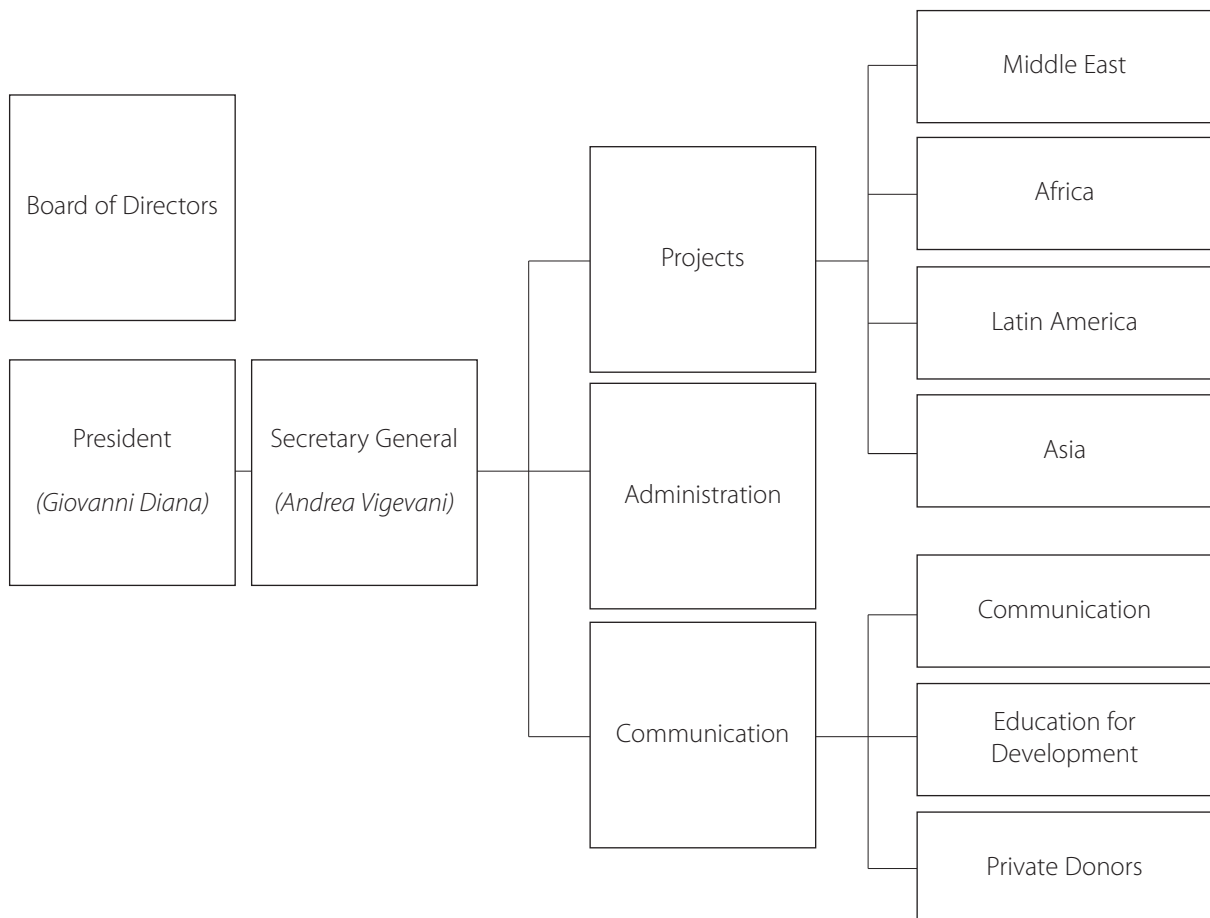 Board of Directors
President
(Giovanni Diana)
Secretary General
(Andrea Vigevani)
Projects
Administration
Communication
Middle East
Africa
Latin America
Asia
Communication
Education for
Development
Private Donors